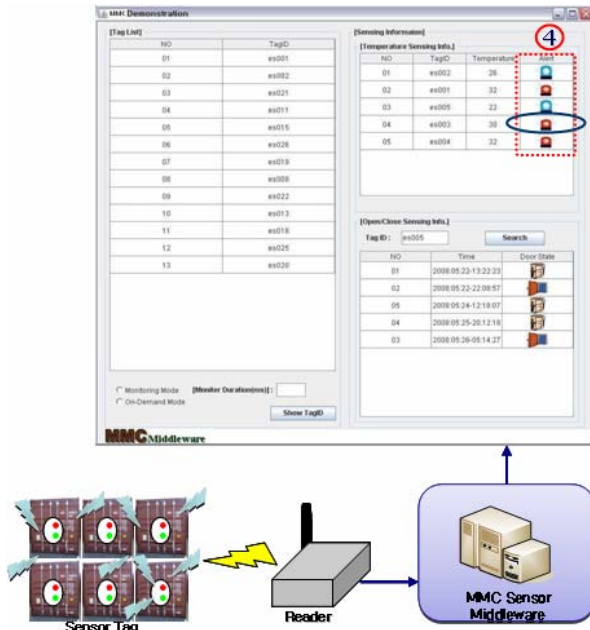 MMC Demonstration
[Tag List]
NO TagID
01 es001
02 es002
03 es021
04 es011
05 es015
06 es026
07 es019
08 es008
09 es022
10 es013
11 es018
12 es025
13 es020
Monitoring Mode [Moniter Duration(ms)] :
On-Demand Mode
Show TagID
[Sensing Information]
4
[Temperature Sensing Info.]
NO TagID Temperature Alert
01 es002 26
02 es001 32
03 es005 22
04 es003 30
05 es004 32
[Open/Close Sensing Info.]
Tag ID : es005 Search
NO Time Door State
01 2008:05:22-13:22:23
02 2008:05:22-22:08:57
05 2008:05:24-12:18:07
04 2008:05:25-20:12:18
03 2008:05:26-05:14:27
MMC Middleware
Sensor Tag
Reader
MMC Sensor
Middleware